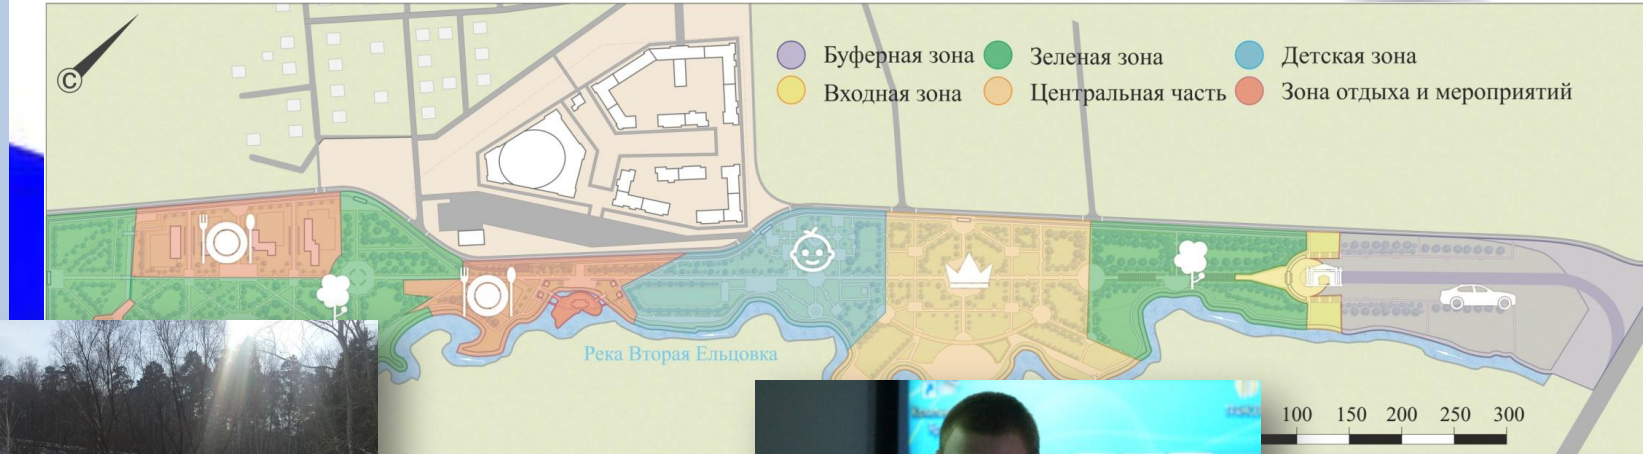 С
Буферная зона
Зеленая зона
Детская зона
Входная зона
Центральная часть
Зона отдыха и мероприятий
Река Вторая Ельцовка
100 150 200 250 300